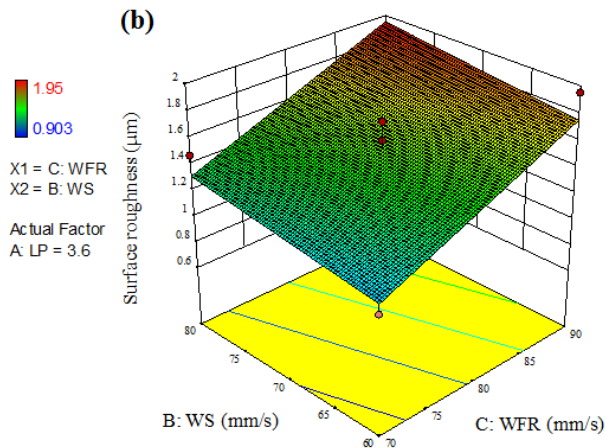 (b)
1.95
0.903
X1 = C: WFR
X2 = B: WS
Actual Factor
A: LP = 3.6
Surface roughness (µm)
2
1.8
1.6
1.4
1.2
1
0.8
0.6
80
75
70
65
60
70
75
80
85
90
B: WS (mm/s)
C: WFR (mm/s)